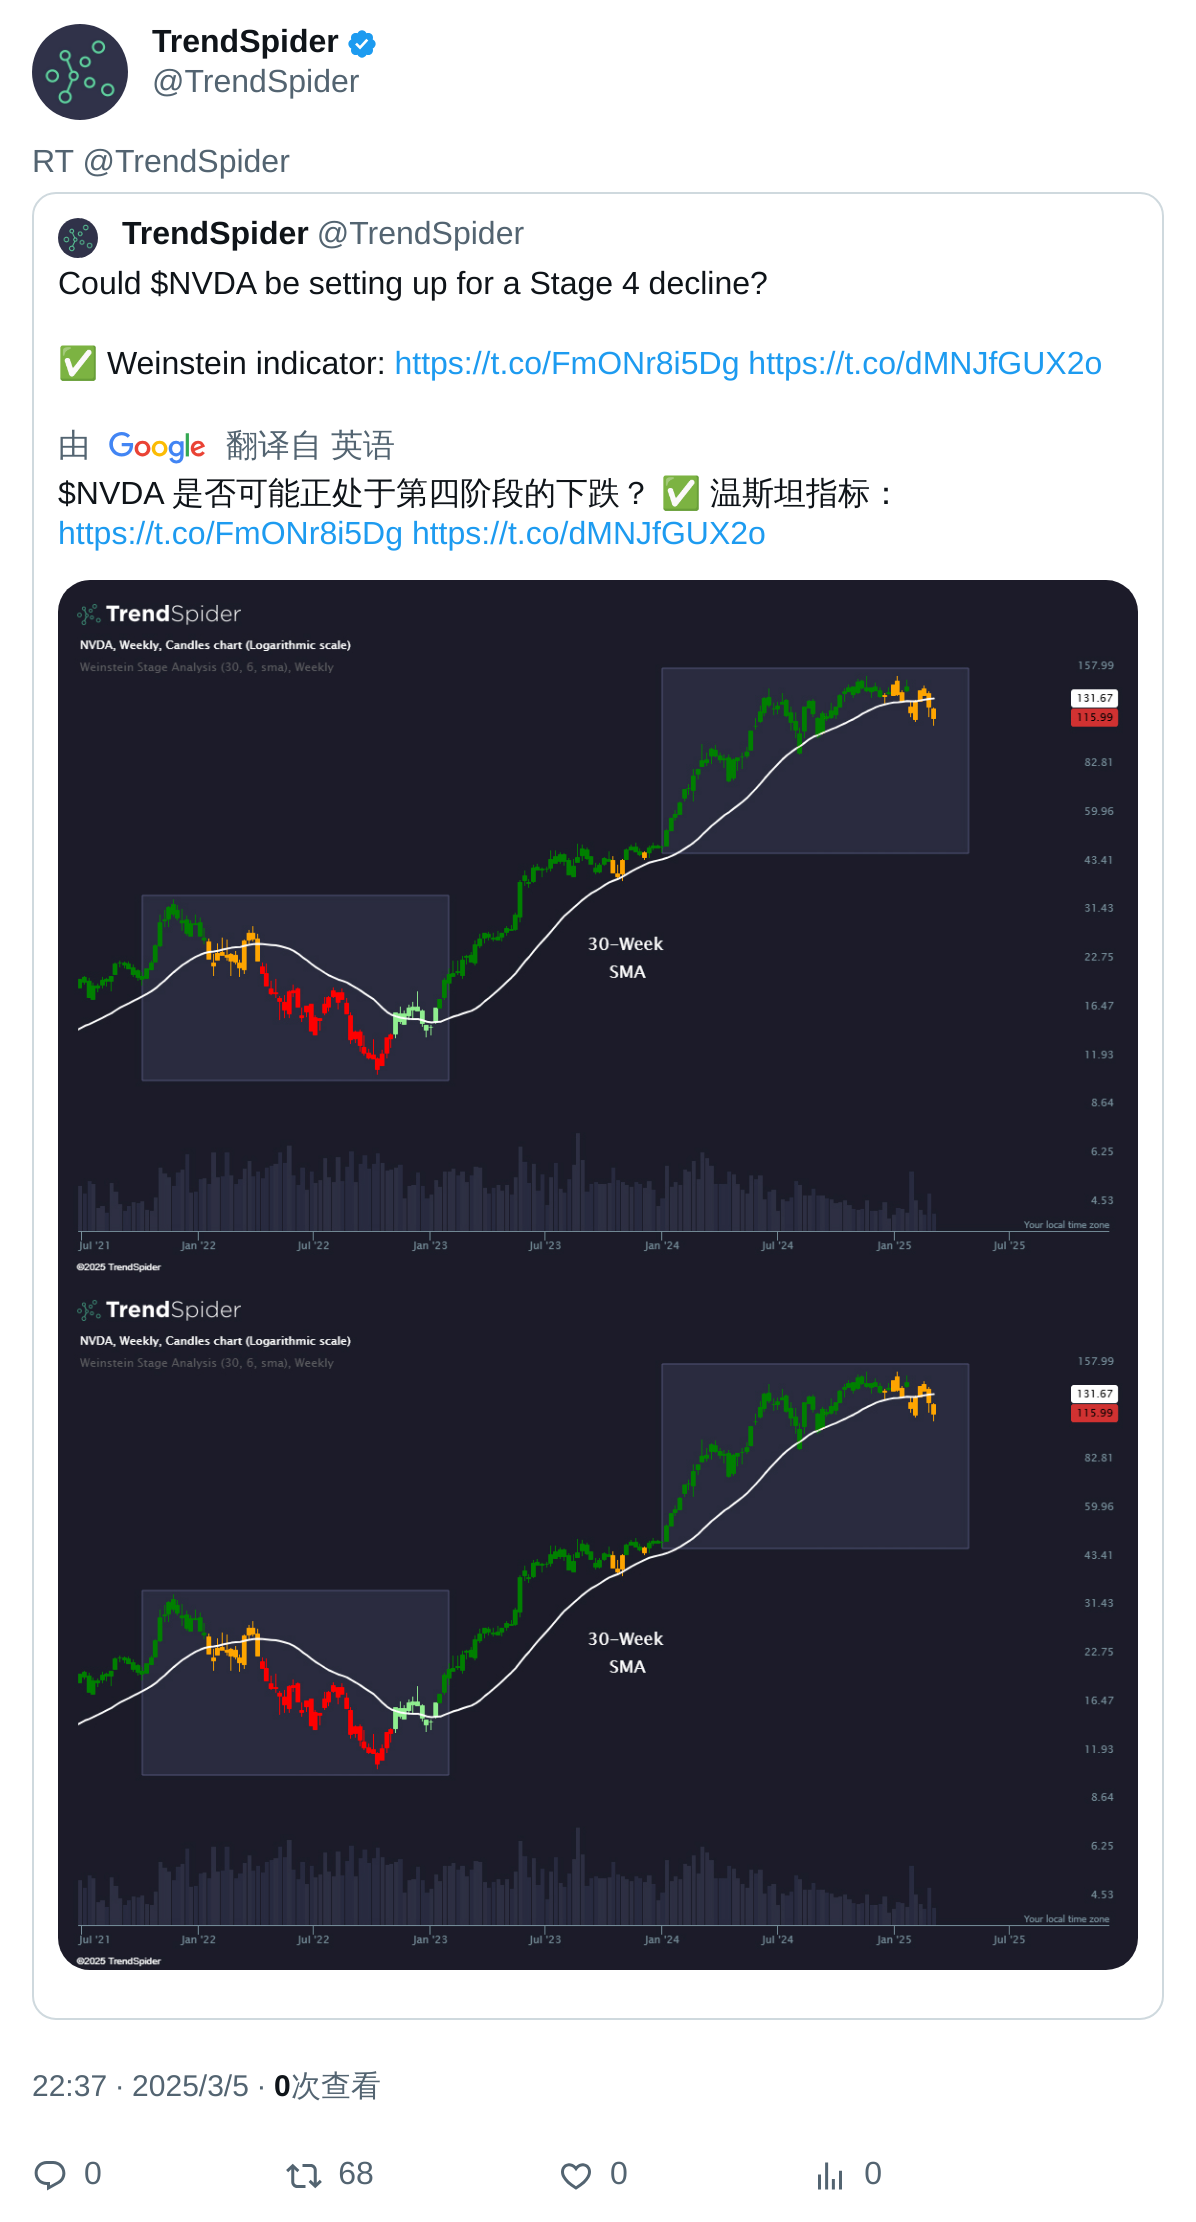 TrendSpider
@TrendSpider
RT @TrendSpider
TrendSpider @TrendSpider
Could $NVDA be setting up for a Stage 4 decline?
✅ Weinstein indicator: https://t.co/FmONr8i5Dg https://t.co/dMNJfGUX2o
由 Google 翻译自 英语
$NVDA 是否可能正处于第四阶段的下跌？ ✅ 温斯坦指标：
https://t.co/FmONr8i5Dg https://t.co/dMNJfGUX2o
TrendSpider
NVDA, Weekly, Candles chart (Logarithmic scale)
Weinstein Stage Analysis (30, 6, sma), Weekly
157.99
131.67
115.99
82.81
59.96
43.41
31.43
30-Week
SMA
22.75
16.47
11.93
8.64
6.25
4.53
Your local time zone
Jul '21 Jan '22 Jul '22 Jan '23 Jul '23 Jan '24 Jul '24 Jan '25 Jul '25
©2025 TrendSpider
TrendSpider
NVDA, Weekly, Candles chart (Logarithmic scale)
Weinstein Stage Analysis (30, 6, sma), Weekly
157.99
131.67
115.99
82.81
59.96
43.41
31.43
30-Week
SMA
22.75
16.47
11.93
8.64
6.25
4.53
Your local time zone
Jul '21 Jan '22 Jul '22 Jan '23 Jul '23 Jan '24 Jul '24 Jan '25 Jul '25
©2025 TrendSpider
22:37 · 2025/3/5 · 0次查看
0 68 0 0